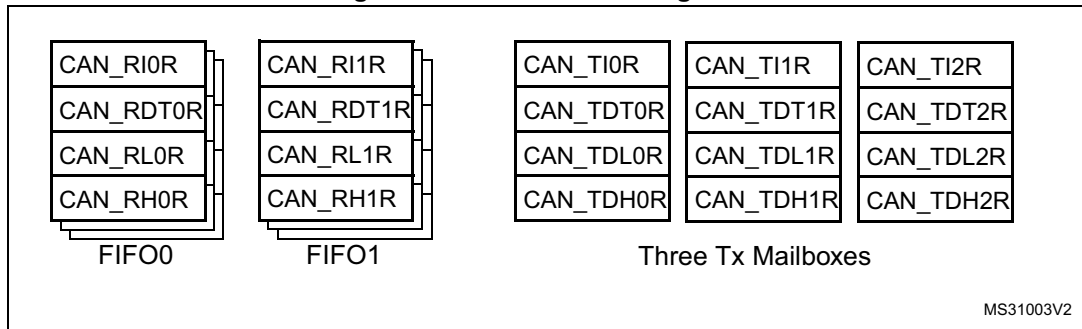 CAN_RI0R CAN_RI1R CAN_TI0R CAN_TI1R CAN_TI2R
CAN_RDT0R CAN_RDT1R CAN_TDT0R CAN_TDT1R CAN_TDT2R
CAN_RL0R CAN_RL1R CAN_TDL0R CAN_TDL1R CAN_TDL2R
CAN_RH0R CAN_RH1R CAN_TDH0R CAN_TDH1R CAN_TDH2R
FIFO0 FIFO1 Three Tx Mailboxes
MS31003V2